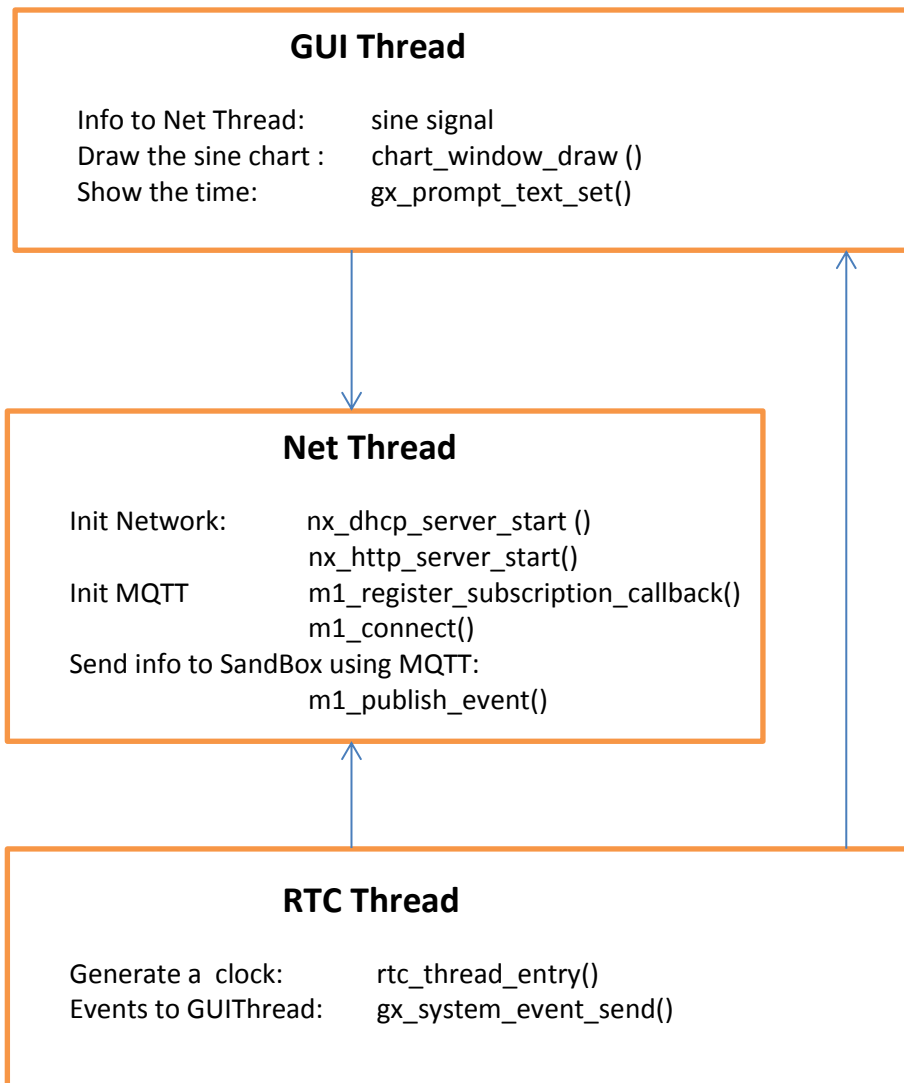 GUI Thread
Info to Net Thread: sine signal
Draw the sine chart : chart_window_draw ()
Show the time: gx_prompt_text_set()
Net Thread
Init Network: nx_dhcp_server_start ()
nx_http_server_start()
Init MQTT m1_register_subscription_callback()
m1_connect()
Send info to SandBox using MQTT:
m1_publish_event()
RTC Thread
Generate a clock: rtc_thread_entry()
Events to GUIThread: gx_system_event_send()